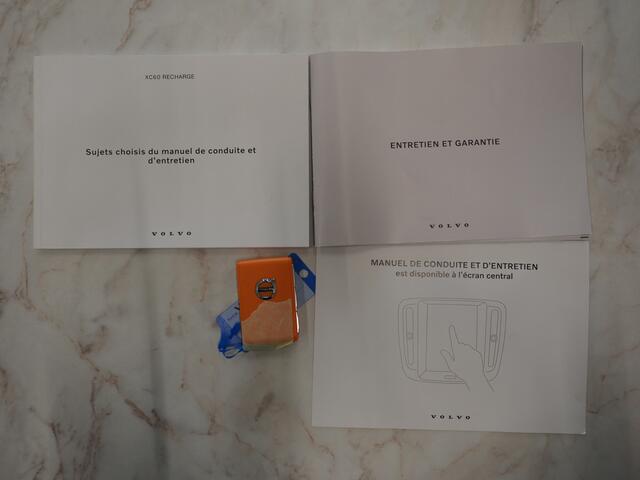 XC60 RECHARGE
Sujets choisis du manuel de conduite et
d'entretien
VOLVO
ENTRETIEN ET GARANTIE
VOLVO
MANUEL DE CONDUITE ET D'ENTRETIEN
est disponible à l'écran central
VOLVO